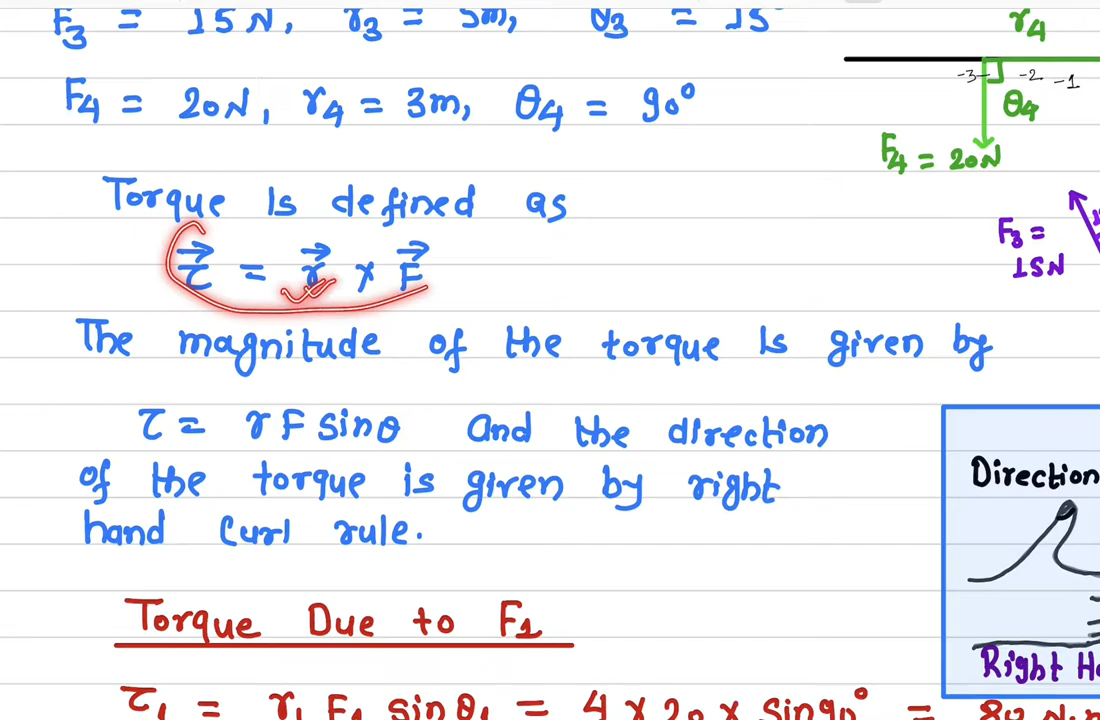 F3 = 15N, r3 = 5m, θ3 = 15°
r4
F4 = 20N, r4 = 3m, θ4 = 90°
-3 -2 -1
θ4
F4 = 20N
Torque Is defined as
F3 = 15N
τ⃗ = r⃗ × F⃗
The magnitude of the torque Is given by
τ = rFsinθ And the direction
of the torque is given by right
hand Curl rule.
Direction
Torque Due to F1
Right H
τ1 = r1 F1 sinθ1 = 4×20×Sin90° =